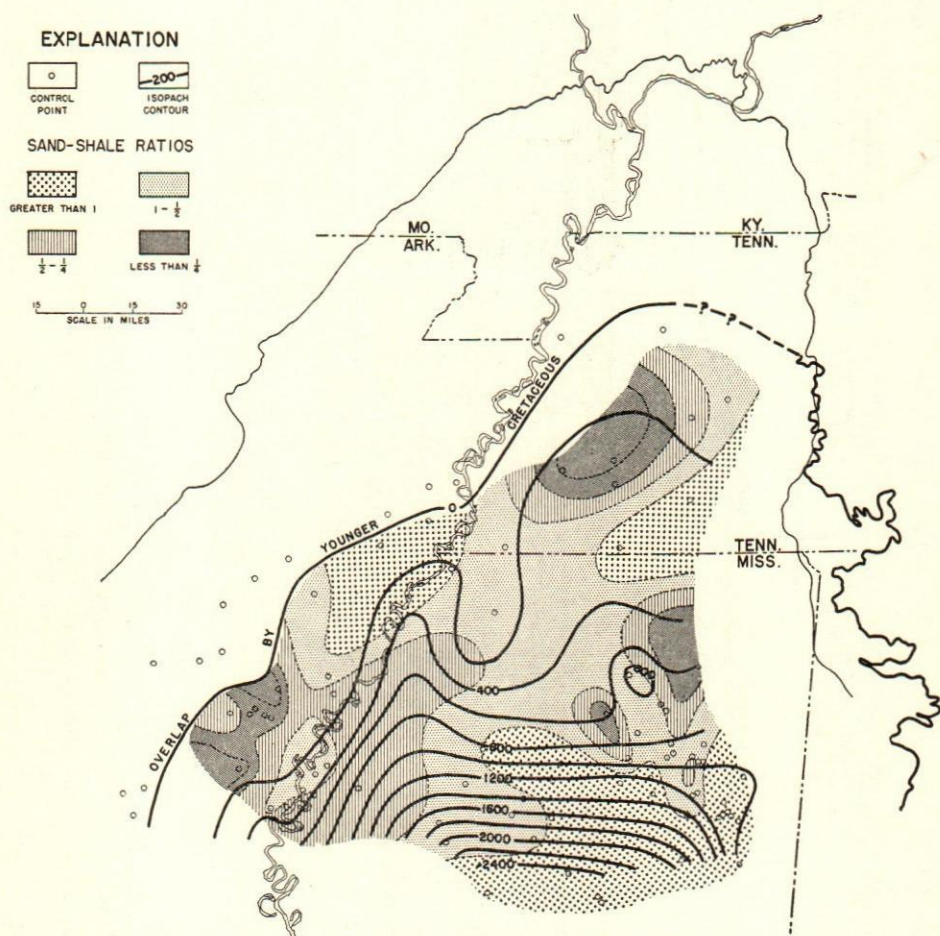 EXPLANATION
200
CONTROL POINT
ISOPACH CONTOUR
SAND-SHALE RATIOS
GREATER THAN 1
1 - 1/2
1/2 - 1/4
LESS THAN 1/4
15 0 15 30
SCALE IN MILES
MO.
ARK.
KY.
TENN.
? ?
CRETACEOUS
0
YOUNGER
TENN.
MISS.
BY
OVERLAP
400
800
1200
1600
2000
2400